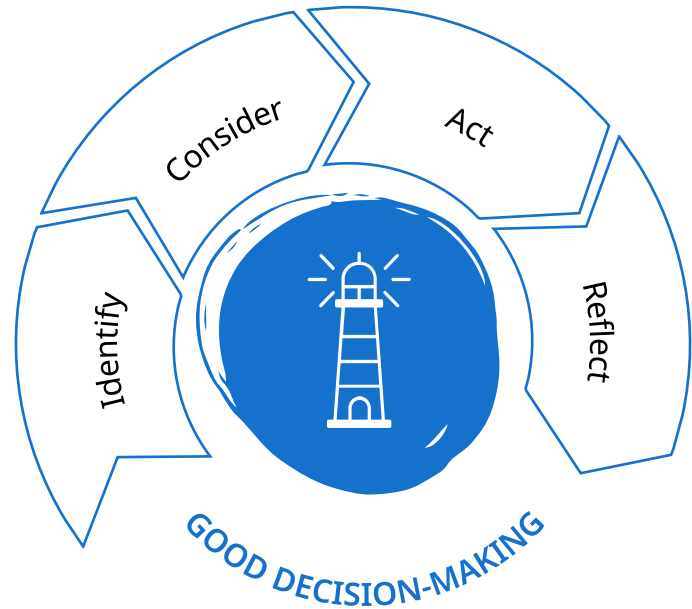 Identify
Consider
Act
Reflect
GOOD DECISION-MAKING